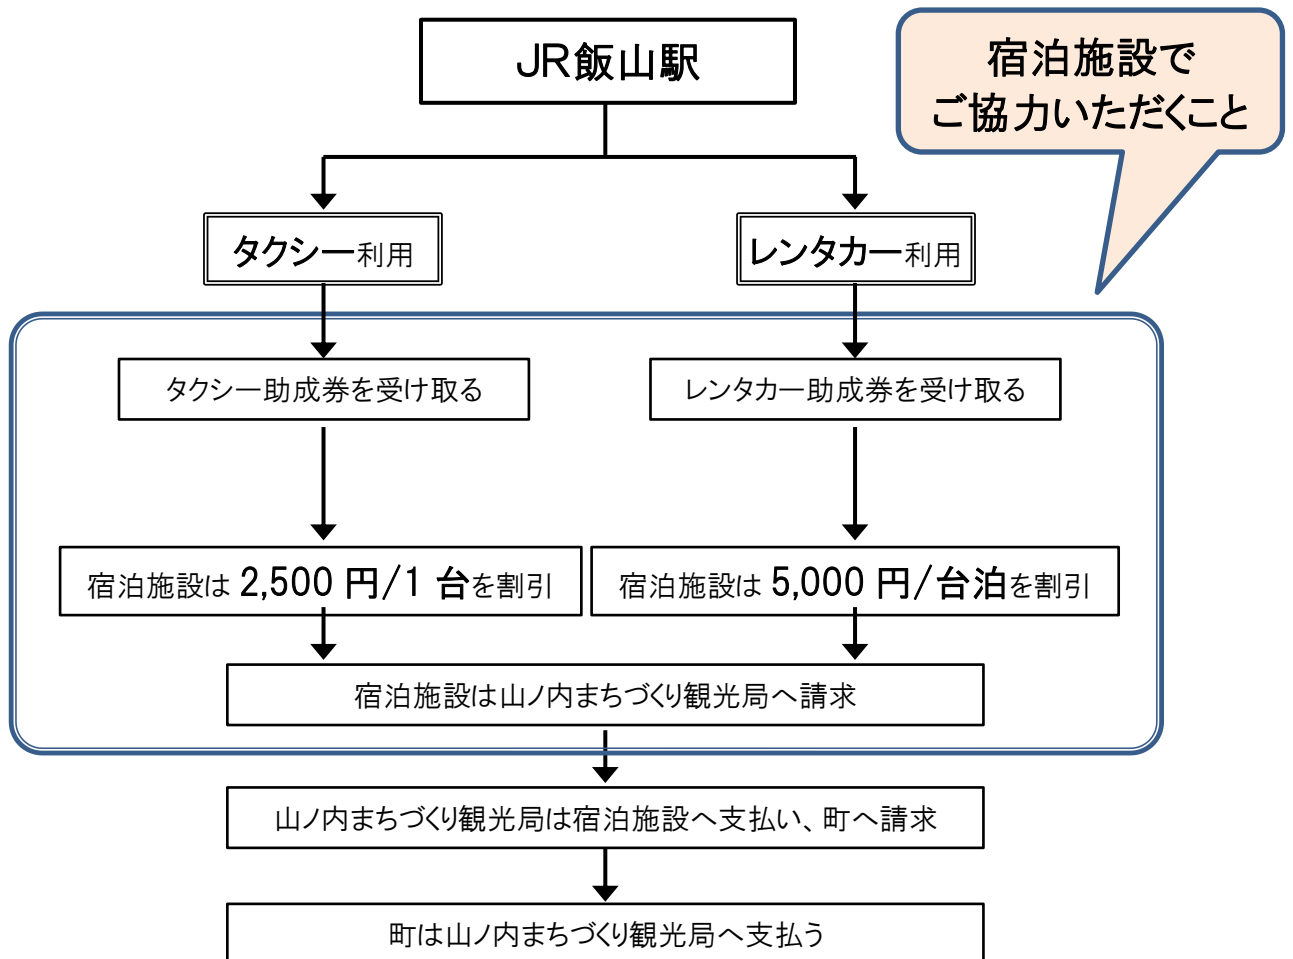 JR飯山駅
宿泊施設で
ご協力いただくこと
タクシー利用
レンタカー利用
タクシー助成券を受け取る
レンタカー助成券を受け取る
宿泊施設は 2,500 円/1 台を割引
宿泊施設は 5,000 円/台泊を割引
宿泊施設は山ノ内まちづくり観光局へ請求
山ノ内まちづくり観光局は宿泊施設へ支払い、町へ請求
町は山ノ内まちづくり観光局へ支払う